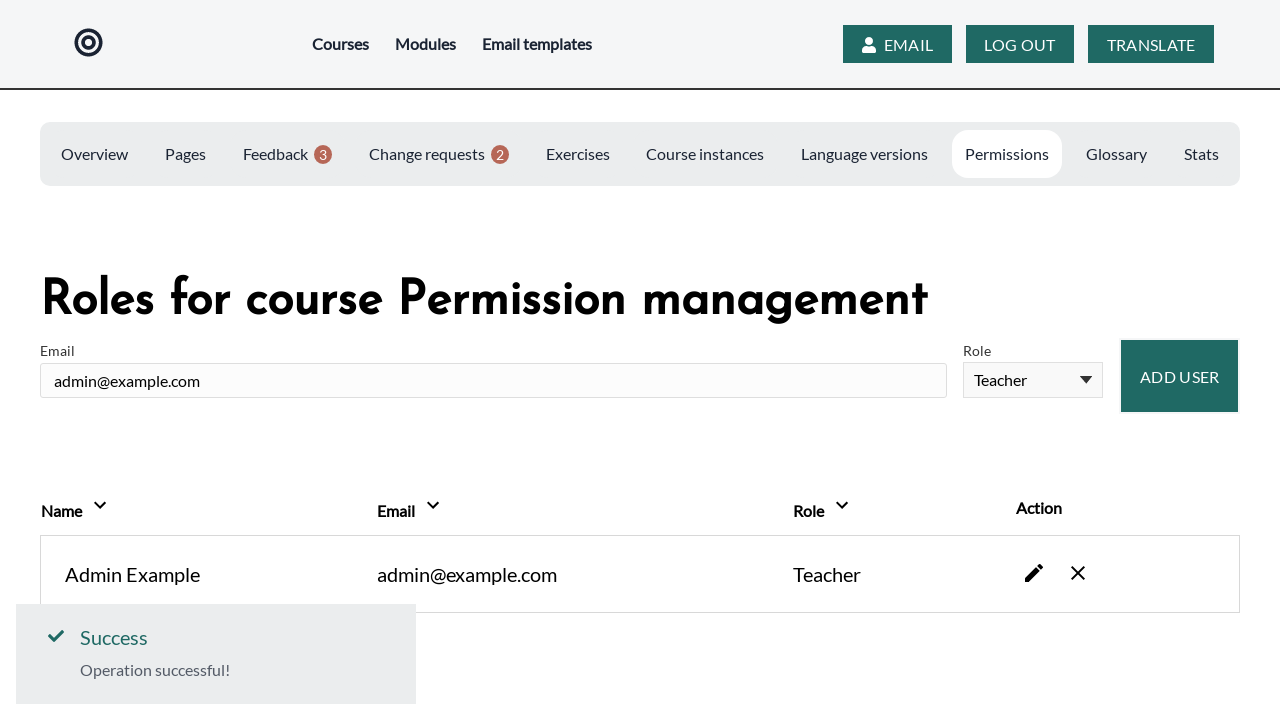 Courses Modules Email templates EMAIL LOG OUT TRANSLATE
Overview Pages Feedback 3 Change requests 2 Exercises Course instances Language versions Permissions Glossary Stats
Roles for course Permission management
Email Role
admin@example.com Teacher ADD USER
Name Email Role Action
Admin Example admin@example.com Teacher
Success
Operation successful!